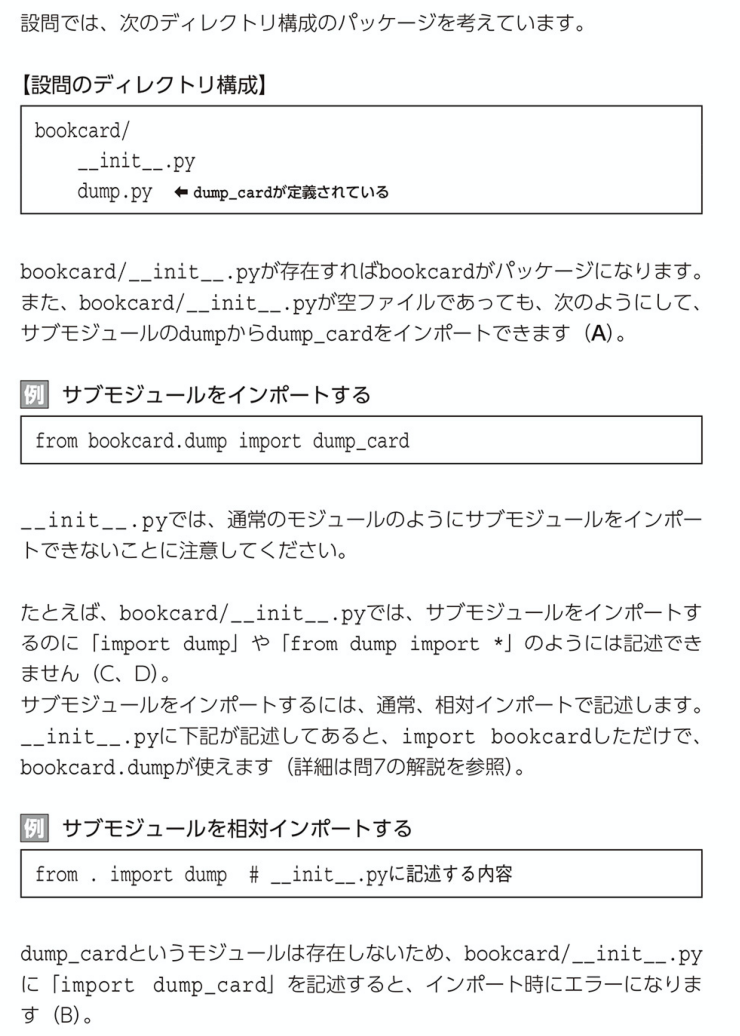 設問では、次のディレクトリ構成のパッケージを考えています。
【設問のディレクトリ構成】
bookcard/
__init__.py
dump.py ⬅ dump_cardが定義されている
bookcard/__init__.pyが存在すればbookcardがパッケージになります。
また、bookcard/__init__.pyが空ファイルであっても、次のようにして、
サブモジュールのdumpからdump_cardをインポートできます（A）。
例 サブモジュールをインポートする
from bookcard.dump import dump_card
__init__.pyでは、通常のモジュールのようにサブモジュールをインポー
トできないことに注意してください。
たとえば、bookcard/__init__.pyでは、サブモジュールをインポートす
るのに「import dump」や「from dump import *」のようには記述でき
ません（C、D）。
サブモジュールをインポートするには、通常、相対インポートで記述します。
__init__.pyに下記が記述してあると、import bookcardしただけで、
bookcard.dumpが使えます（詳細は問7の解説を参照）。
例 サブモジュールを相対インポートする
from . import dump # __init__.pyに記述する内容
dump_cardというモジュールは存在しないため、bookcard/__init__.py
に「import dump_card」を記述すると、インポート時にエラーになりま
す（B）。